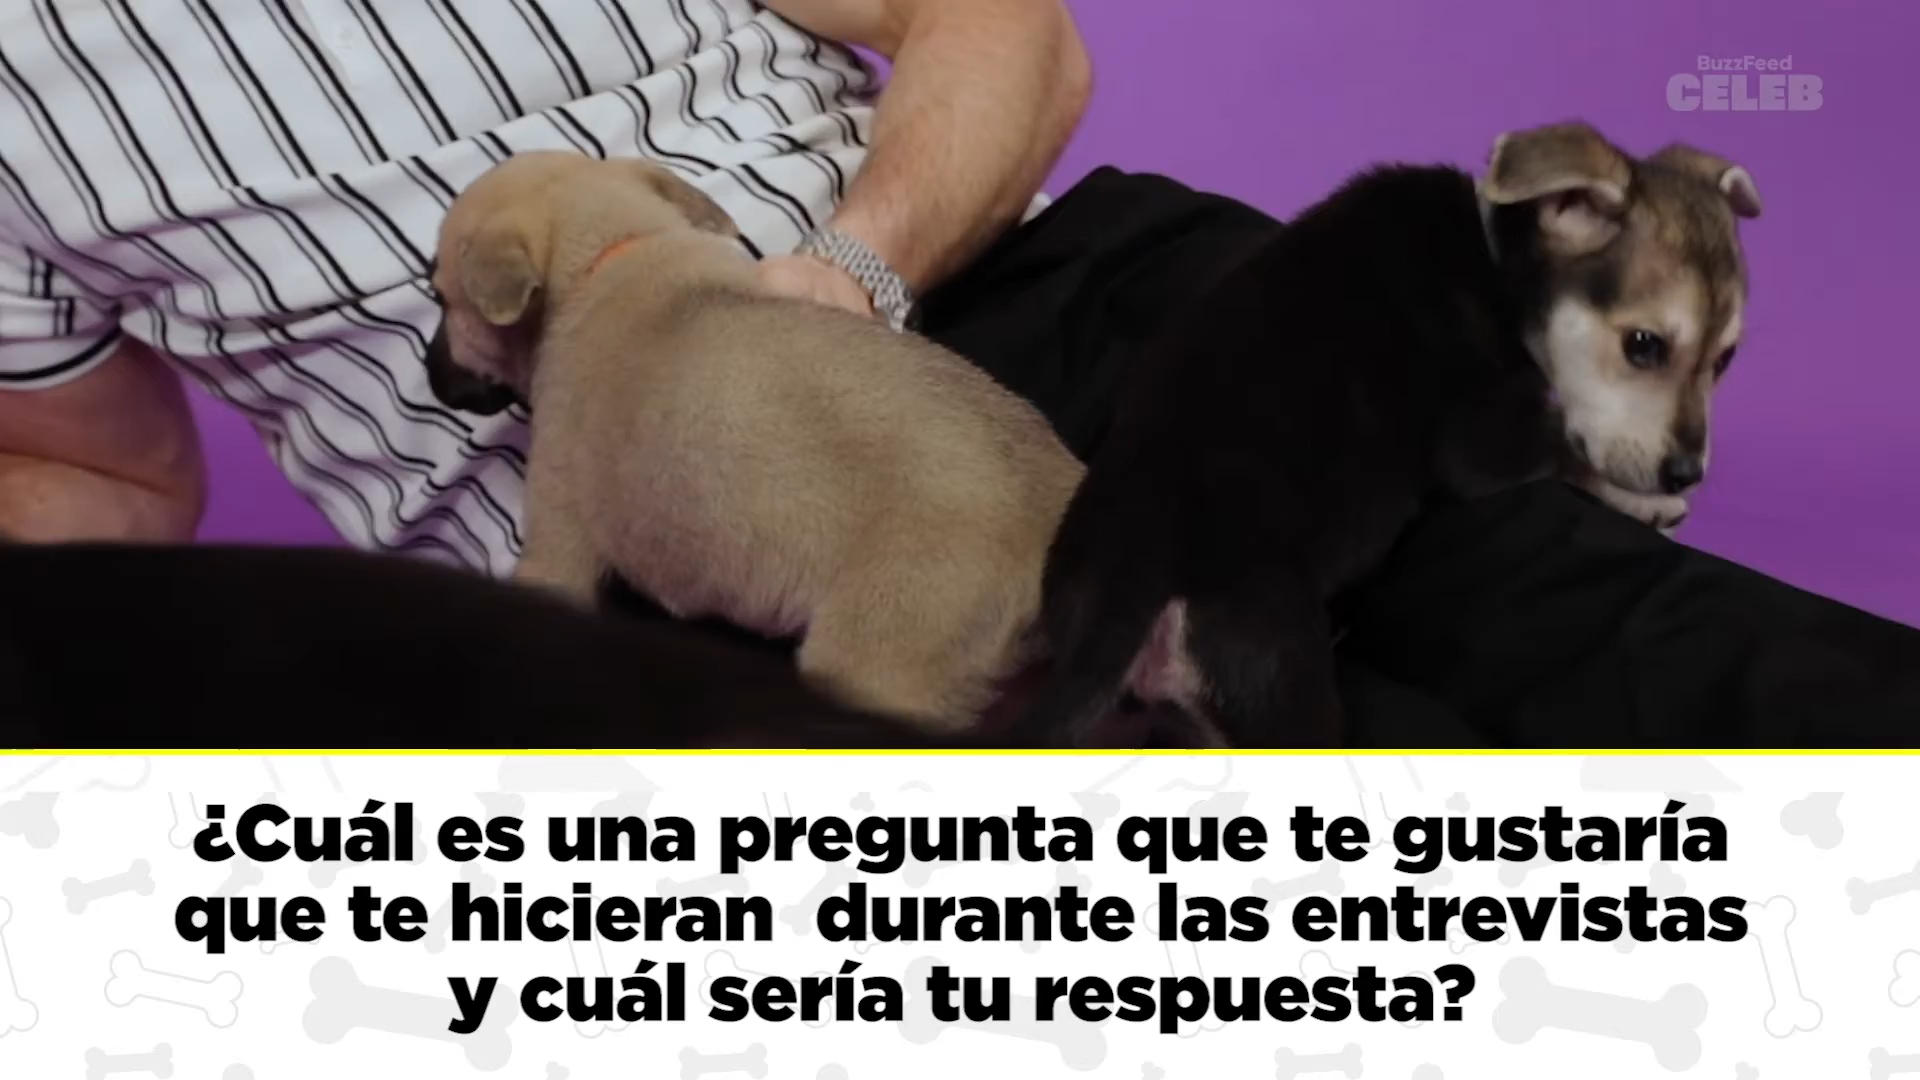 BuzzFeed
CELEB
¿Cuál es una pregunta que te gustaría
que te hicieran durante las entrevistas
y cuál sería tu respuesta?